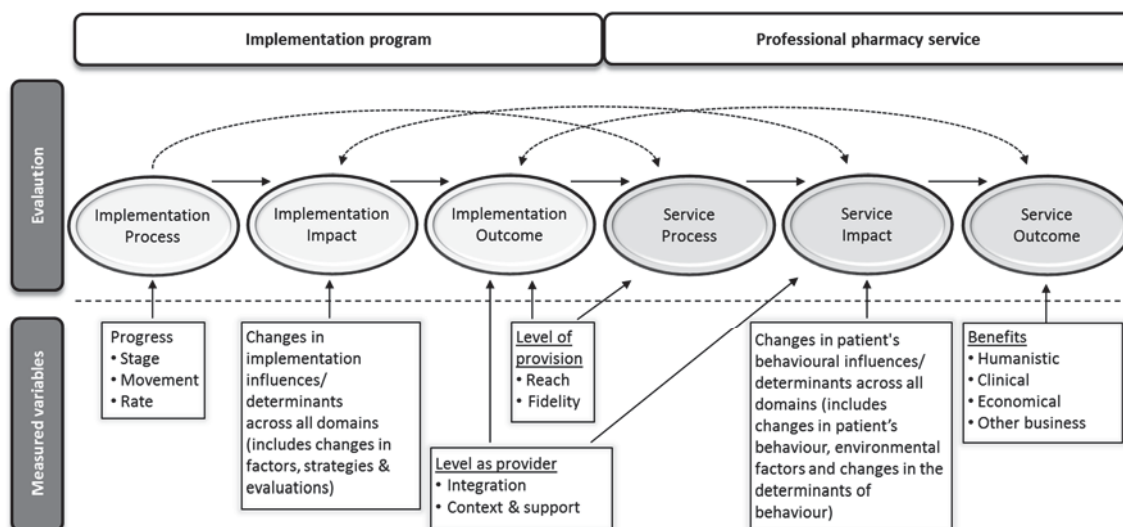 Implementation program
Professional pharmacy service
Evalaution
Implementation
Process
Implementation
Impact
Implementation
Outcome
Service
Process
Service
Impact
Service
Outcome
Measured variables
Progress
• Stage
• Movement
• Rate
Changes in
implementation
influences/
determinants
across all domains
(includes changes in
factors, strategies &
evaluations)
Level of
provision
• Reach
• Fidelity
Level as provider
• Integration
• Context & support
Changes in patient's
behavioural influences/
determinants across all
domains (includes
changes in patient's
behaviour, environmental
factors and changes in the
determinants of
behaviour)
Benefits
• Humanistic
• Clinical
• Economical
• Other business